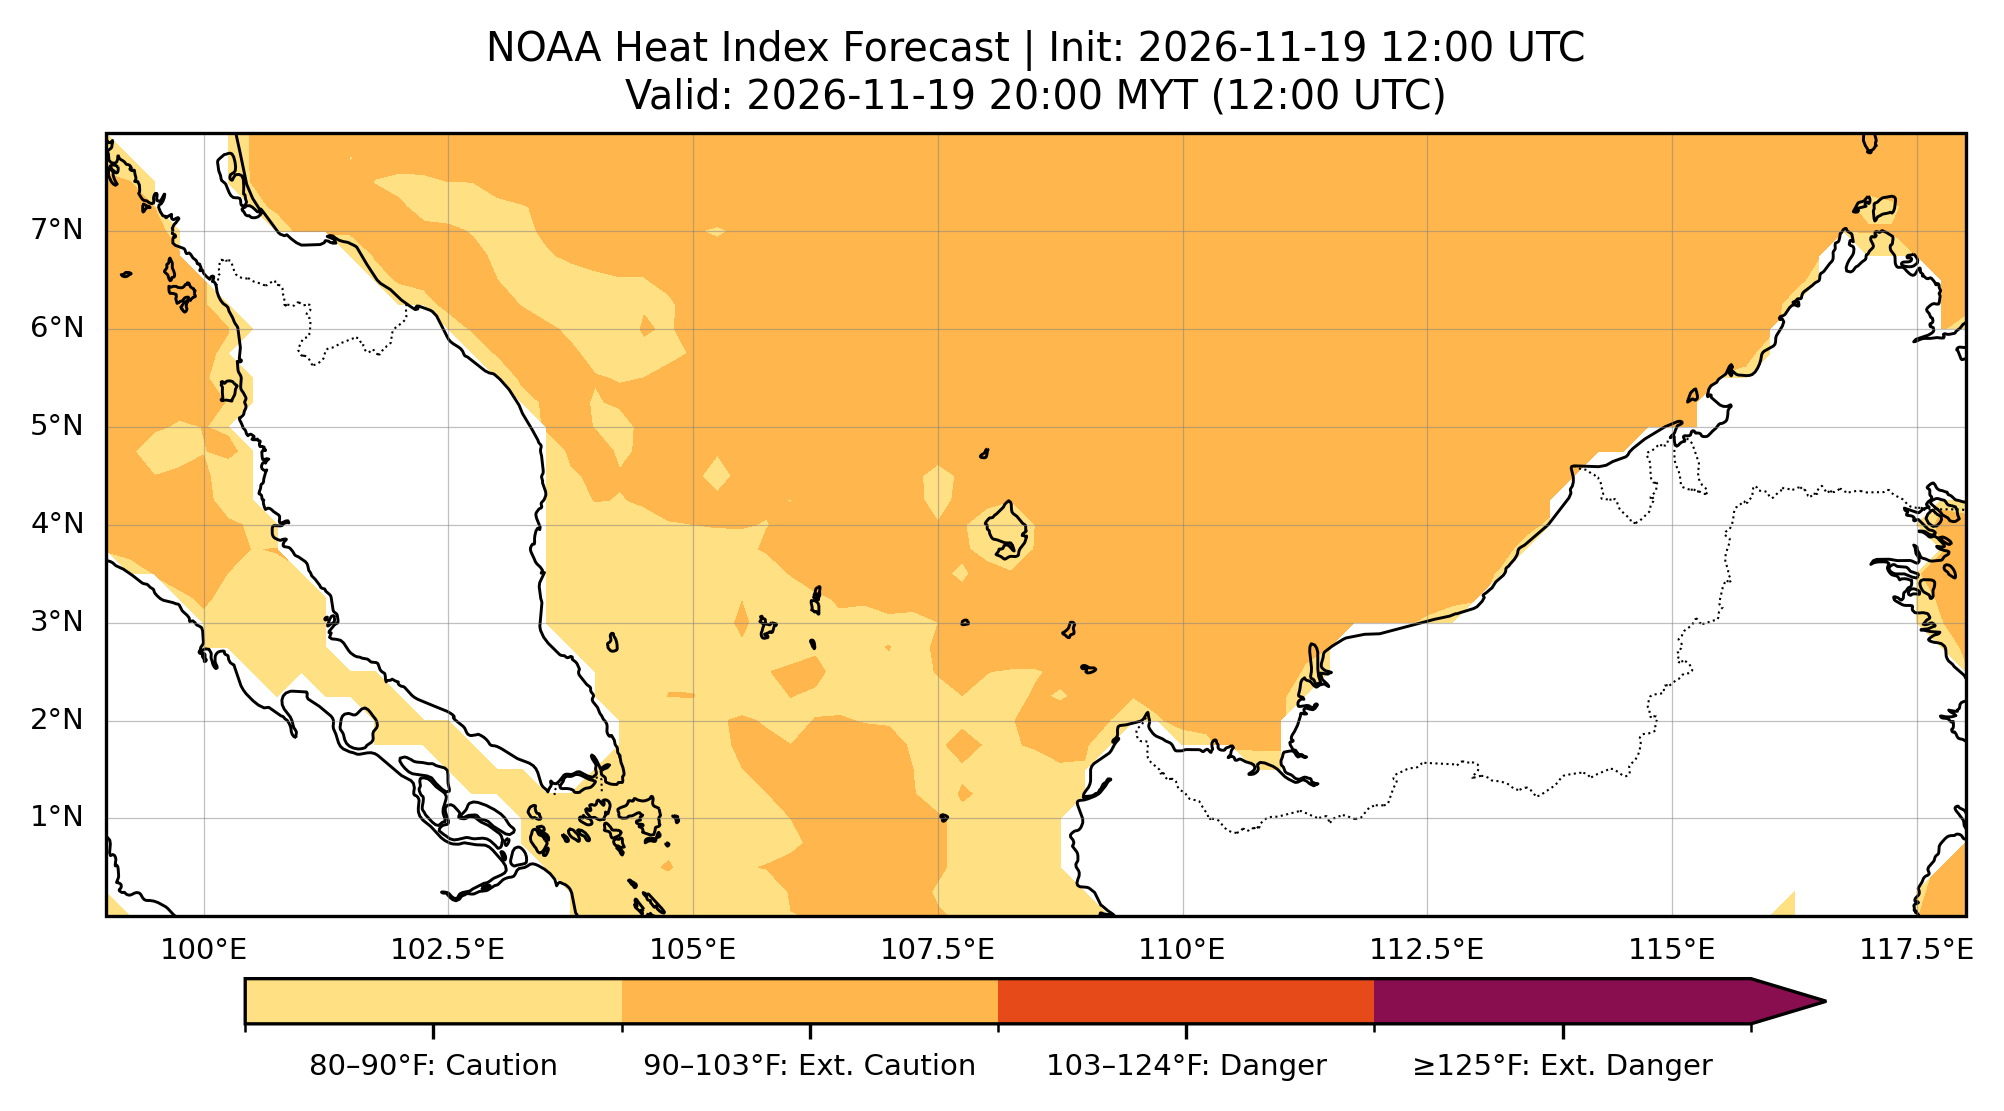 NOAA Heat Index Forecast | Init: 2026-11-19 12:00 UTC
Valid: 2026-11-19 20:00 MYT (12:00 UTC)
7°N
6°N
5°N
4°N
3°N
2°N
1°N
100°E 102.5°E 105°E 107.5°E 110°E 112.5°E 115°E 117.5°E
80–90°F: Caution 90–103°F: Ext. Caution 103–124°F: Danger ≥125°F: Ext. Danger